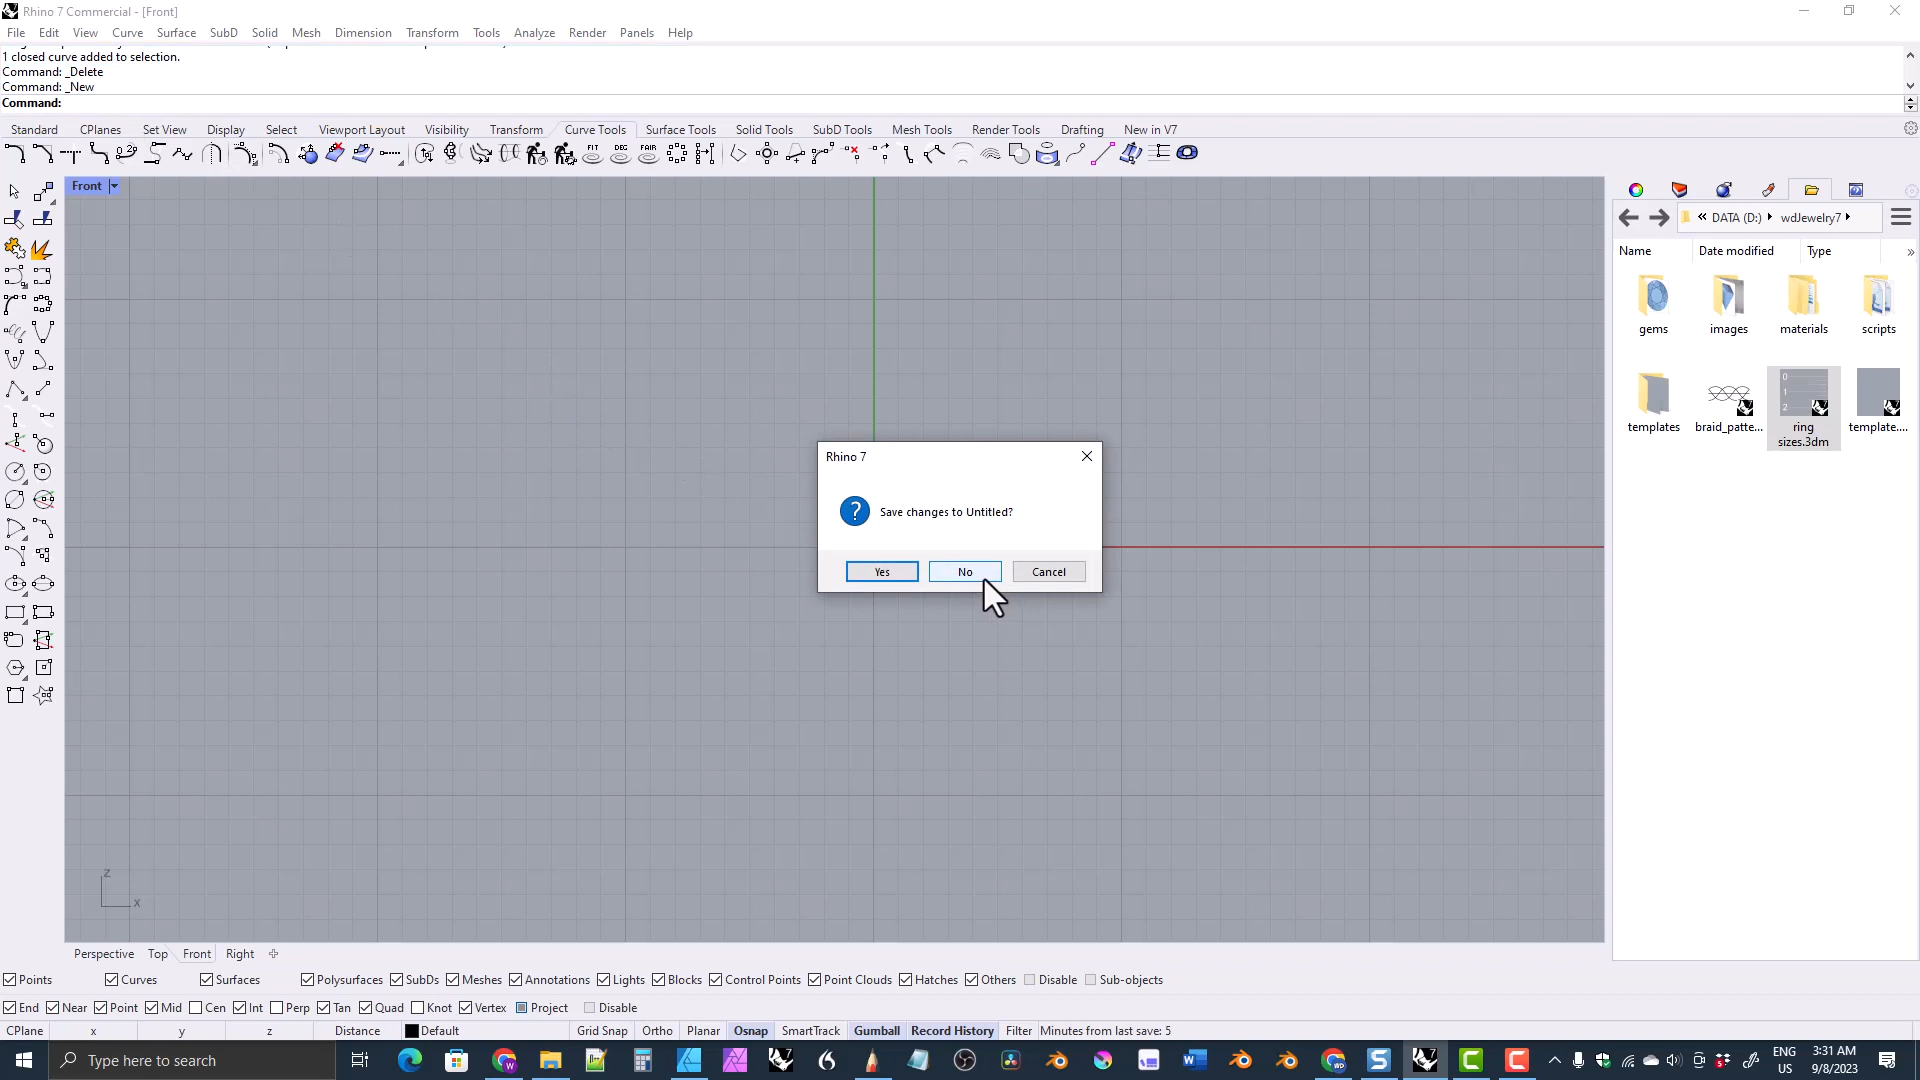 Rhino 7 Commercial - [Front]
File Edit View Curve Surface SubD Solid Mesh Dimension Transform Tools Analyze Render Panels Help
1 closed curve added to selection.
Command: _Delete
Command: _New
Command:
Standard CPlanes Set View Display Select Viewport Layout Visibility Transform Curve Tools Surface Tools Solid Tools SubD Tools Mesh Tools Render Tools Drafting New in V7
FIT DEG FAIR
Front
« DATA (D:) wdJewelry7
Name Date modified Type »
gems images materials scripts
0
1
2
templates braid_patte... ring sizes.3dm template....
Rhino 7
? Save changes to Untitled?
Yes No Cancel
z
x
Perspective Top Front Right
Points Curves Surfaces Polysurfaces SubDs Meshes Annotations Lights Blocks Control Points Point Clouds Hatches Others Disable Sub-objects
End Near Point Mid Cen Int Perp Tan Quad Knot Vertex Project Disable
CPlane x y z Distance Default Grid Snap Ortho Planar Osnap SmartTrack Gumball Record History Filter Minutes from last save: 5
Type here to search
ENG
US
3:31 AM
9/8/2023